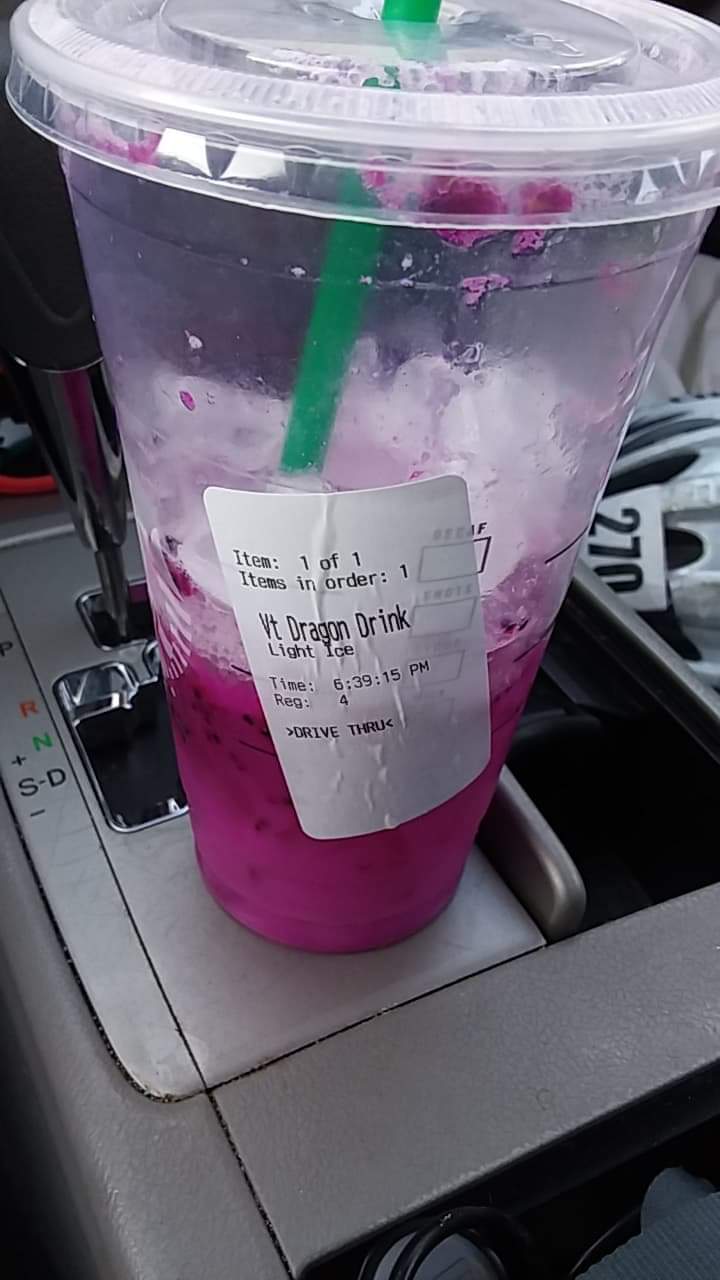 Item: 1 of 1
Items in order: 1
Vt Dragon Drink
Light Ice
Time: 6:39:15 PM
Reg: 4
>DRIVE THRU<
P
R
N
+
S-D
-
270